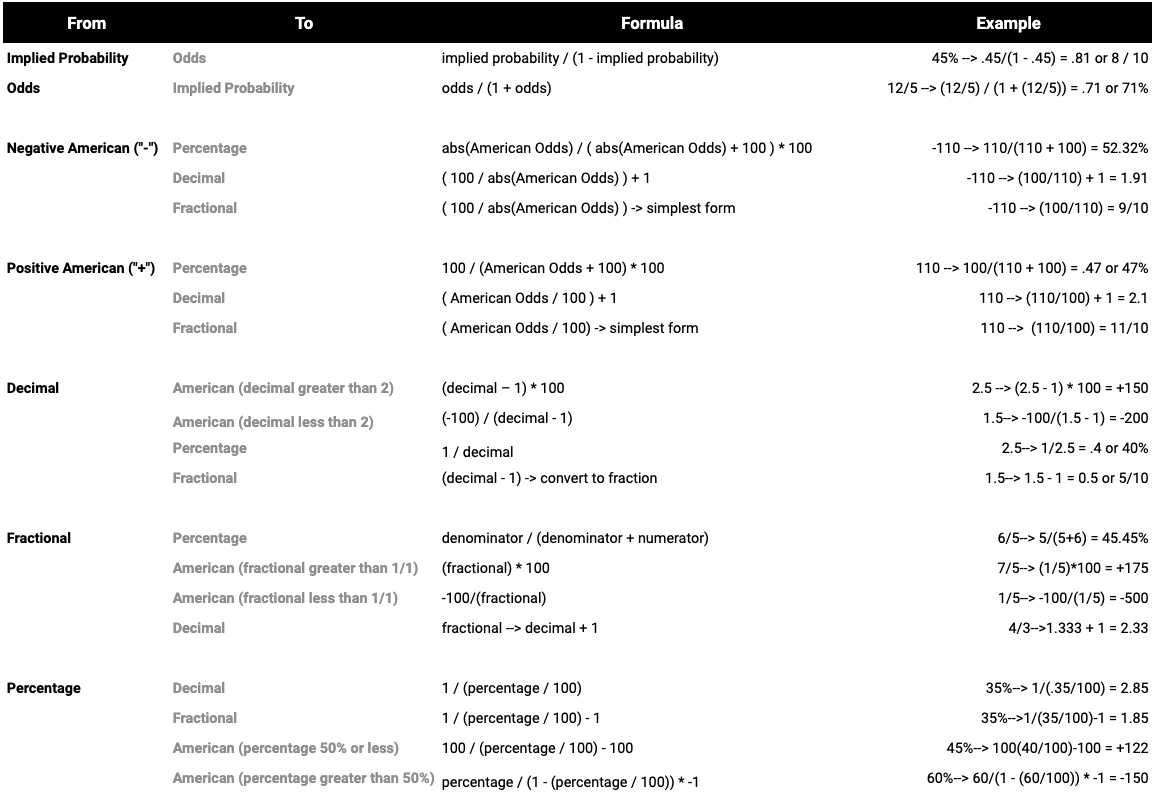 From To Formula Example
Implied Probability Odds implied probability / (1 - implied probability) 45% --> .45/(1 - .45) = .81 or 8 / 10
Odds Implied Probability odds / (1 + odds) 12/5 --> (12/5) / (1 + (12/5)) = .71 or 71%
Negative American ("-") Percentage abs(American Odds) / ( abs(American Odds) + 100 ) * 100 -110 --> 110/(110 + 100) = 52.32%
Decimal ( 100 / abs(American Odds) ) + 1 -110 --> (100/110) + 1 = 1.91
Fractional ( 100 / abs(American Odds) ) -> simplest form -110 --> (100/110) = 9/10
Positive American ("+") Percentage 100 / (American Odds + 100) * 100 110 --> 100/(110 + 100) = .47 or 47%
Decimal ( American Odds / 100 ) + 1 110 --> (110/100) + 1 = 2.1
Fractional ( American Odds / 100) -> simplest form 110 --> (110/100) = 11/10
Decimal American (decimal greater than 2) (decimal – 1) * 100 2.5 --> (2.5 - 1) * 100 = +150
American (decimal less than 2) (-100) / (decimal - 1) 1.5--> -100/(1.5 - 1) = -200
Percentage 1 / decimal 2.5--> 1/2.5 = .4 or 40%
Fractional (decimal - 1) -> convert to fraction 1.5--> 1.5 - 1 = 0.5 or 5/10
Fractional Percentage denominator / (denominator + numerator) 6/5--> 5/(5+6) = 45.45%
American (fractional greater than 1/1) (fractional) * 100 7/5--> (1/5)*100 = +175
American (fractional less than 1/1) -100/(fractional) 1/5--> -100/(1/5) = -500
Decimal fractional --> decimal + 1 4/3-->1.333 + 1 = 2.33
Percentage Decimal 1 / (percentage / 100) 35%--> 1/(.35/100) = 2.85
Fractional 1 / (percentage / 100) - 1 35%-->1/(35/100)-1 = 1.85
American (percentage 50% or less) 100 / (percentage / 100) - 100 45%--> 100(40/100)-100 = +122
American (percentage greater than 50%) percentage / (1 - (percentage / 100)) * -1 60%--> 60/(1 - (60/100)) * -1 = -150